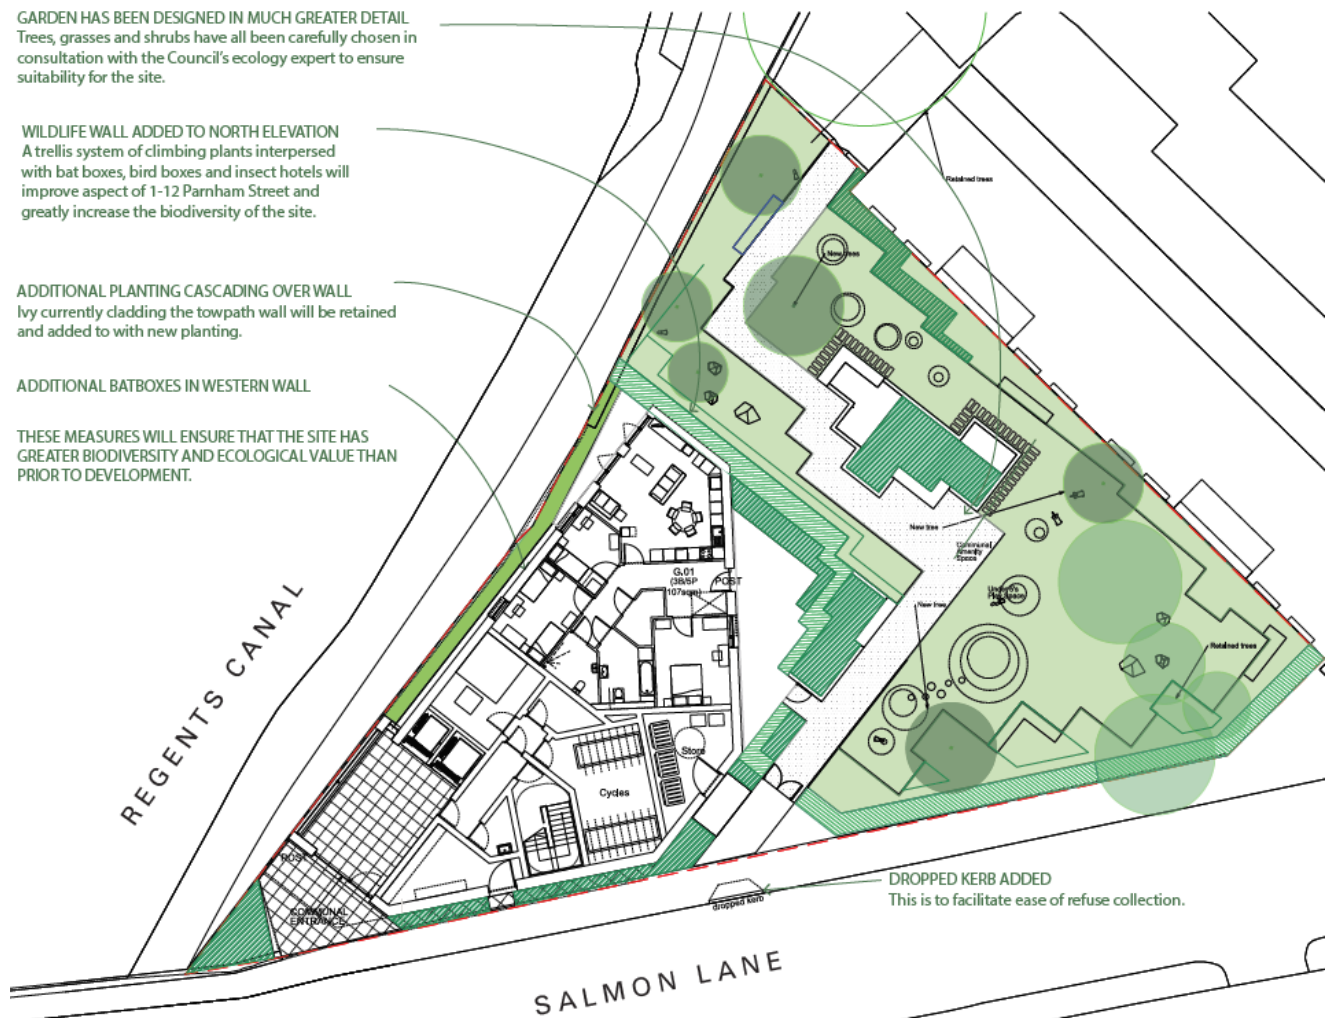 GARDEN HAS BEEN DESIGNED IN MUCH GREATER DETAIL
Trees, grasses and shrubs have all been carefully chosen in
consultation with the Council's ecology expert to ensure
suitability for the site.
WILDLIFE WALL ADDED TO NORTH ELEVATION
A trellis system of climbing plants interpersed
with bat boxes, bird boxes and insect hotels will
improve aspect of 1-12 Parnham Street and
greatly increase the biodiversity of the site.
ADDITIONAL PLANTING CASCADING OVER WALL
Ivy currently cladding the towpath wall will be retained
and added to with new planting.
ADDITIONAL BATBOXES IN WESTERN WALL
THESE MEASURES WILL ENSURE THAT THE SITE HAS
GREATER BIODIVERSITY AND ECOLOGICAL VALUE THAN
PRIOR TO DEVELOPMENT.
Retained trees
New trees
New tree
Communal
Amenity
Space
New tree
Under 5's
Play Space
Retained trees
G.01
(3B/5P
107sqm)
POST
Store
Cycles
POST
COMMUNAL
ENTRANCE
REGENTS CANAL
DROPPED KERB ADDED
This is to facilitate ease of refuse collection.
dropped kerb
SALMON LANE